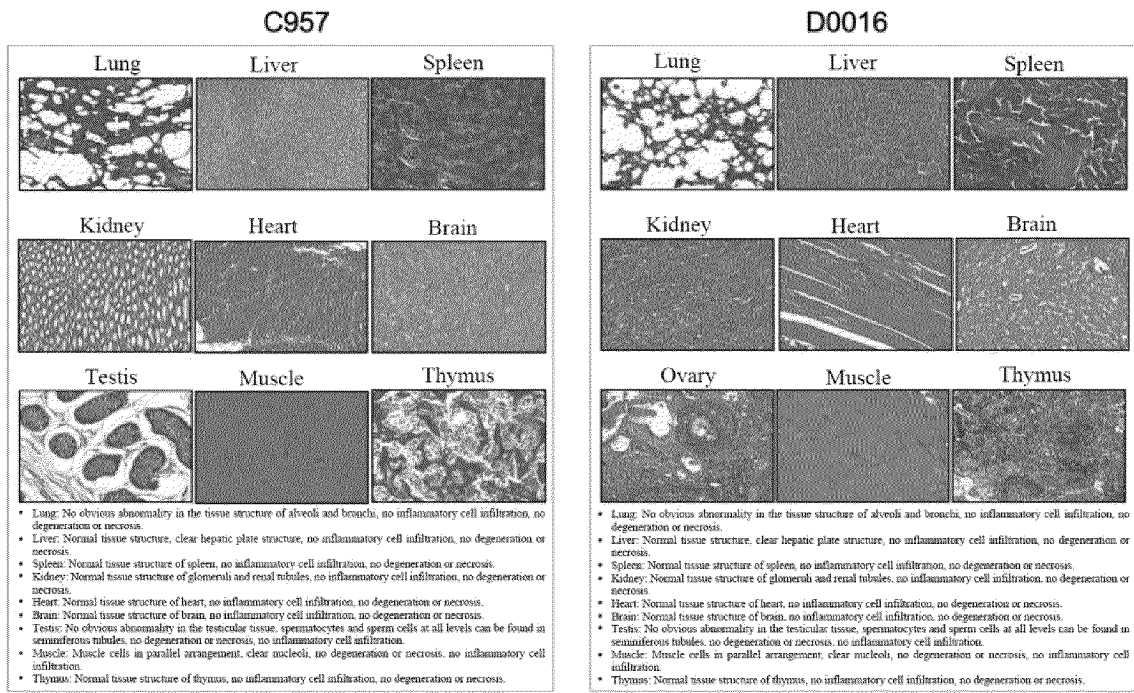 C957
Lung Liver Spleen
Kidney Heart Brain
Testis Muscle Thymus
* Lung: No obvious abnormality in the tissue structure of alveoli and bronchi, no inflammatory cell infiltration, no
degeneration or necrosis.
* Liver: Normal tissue structure, clear hepatic plate structure, no inflammatory cell infiltration, no degeneration or
necrosis.
* Spleen: Normal tissue structure of spleen, no inflammatory cell infiltration, no degeneration or necrosis.
* Kidney: Normal tissue structure of glomeruli and renal tubules, no inflammatory cell infiltration, no degeneration or
necrosis.
* Heart: Normal tissue structure of heart, no inflammatory cell infiltration, no degeneration or necrosis.
* Brain: Normal tissue structure of brain, no inflammatory cell infiltration, no degeneration or necrosis.
* Testis: No obvious abnormality in the testicular tissue, spermatocytes and sperm cells at all levels can be found in
seminiferous tubules, no degeneration or necrosis, no inflammatory cell infiltration.
* Muscle: Muscle cells in parallel arrangement, clear nucleoli, no degeneration or necrosis, no inflammatory cell
infiltration.
* Thymus: Normal tissue structure of thymus, no inflammatory cell infiltration, no degeneration or necrosis.
D0016
Lung Liver Spleen
Kidney Heart Brain
Ovary Muscle Thymus
* Lung: No obvious abnormality in the tissue structure of alveoli and bronchi, no inflammatory cell infiltration, no
degeneration or necrosis.
* Liver: Normal tissue structure, clear hepatic plate structure, no inflammatory cell infiltration, no degeneration or
necrosis.
* Spleen: Normal tissue structure of spleen, no inflammatory cell infiltration, no degeneration or necrosis.
* Kidney: Normal tissue structure of glomeruli and renal tubules, no inflammatory cell infiltration, no degeneration or
necrosis.
* Heart: Normal tissue structure of heart, no inflammatory cell infiltration, no degeneration or necrosis.
* Brain: Normal tissue structure of brain, no inflammatory cell infiltration, no degeneration or necrosis.
* Testis: No obvious abnormality in the testicular tissue, spermatocytes and sperm cells at all levels can be found in
seminiferous tubules, no degeneration or necrosis, no inflammatory cell infiltration.
* Muscle: Muscle cells in parallel arrangement, clear nucleoli, no degeneration or necrosis, no inflammatory cell
infiltration.
* Thymus: Normal tissue structure of thymus, no inflammatory cell infiltration, no degeneration or necrosis.